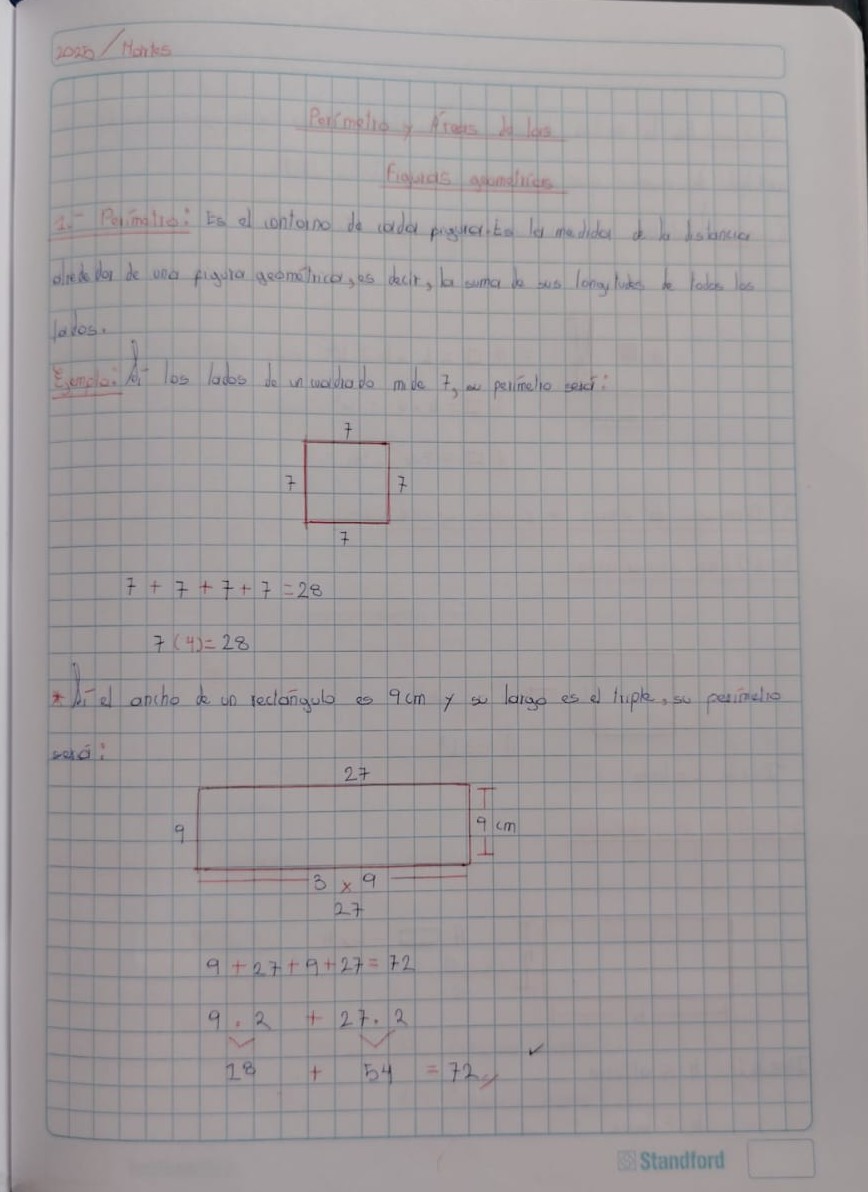 2025 / Martes
Perímetro y Áreas de las
Figuras geométricas
1.- Perímetro: Es el contorno de cada figura. Es la medida de la distancia
alrededor de una figura geométrica, es decir, la suma de sus longitudes de todos los
lados.
Ejemplo: Si los lados de un cuadrado mide 7, su perímetro será:
7
7 7
7
7 + 7 + 7 + 7 = 28
7 (4) = 28
* Si el ancho de un rectángulo es 9cm y su largo es el triple, su perímetro
será:
27
9 9 cm
3 x 9
27
9 + 27 + 9 + 27 = 72
9 . 2 + 27 . 2
18 + 54 = 72
Standford